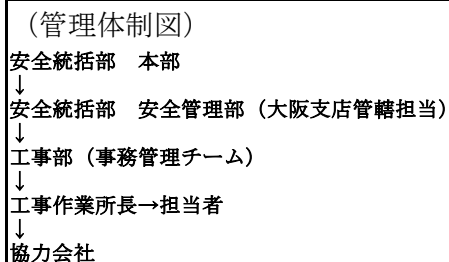 （管理体制図）
安全統括部　本部
↓
安全統括部　安全管理部（大阪支店管轄担当）
↓
工事部（事務管理チーム）
↓
工事作業所長→担当者
↓
協力会社